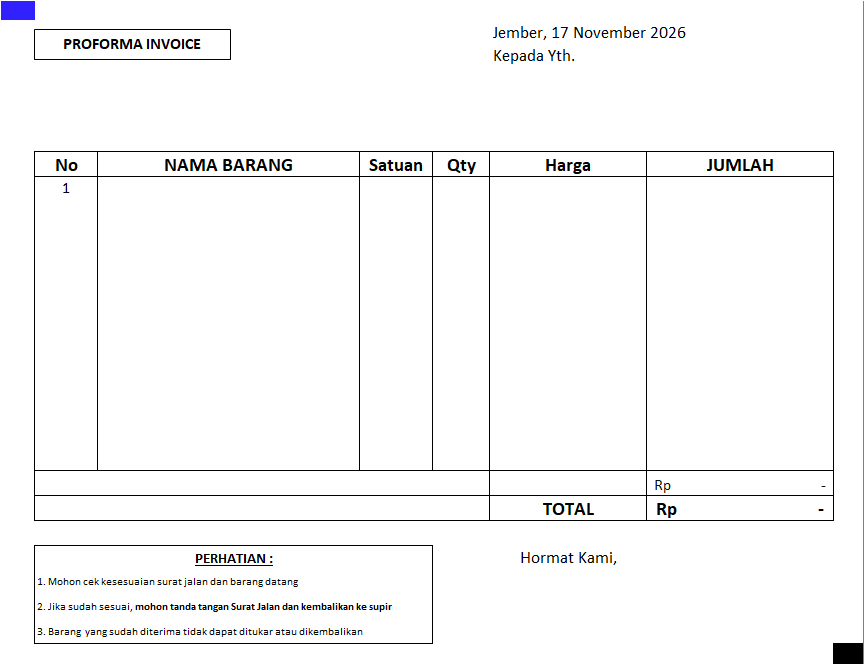 PROFORMA INVOICE
Jember, 17 November 2026
Kepada Yth.
No NAMA BARANG Satuan Qty Harga JUMLAH
1
Rp -
TOTAL Rp -
PERHATIAN :
1. Mohon cek kesesuaian surat jalan dan barang datang
2. Jika sudah sesuai, mohon tanda tangan Surat Jalan dan kembalikan ke supir
3. Barang yang sudah diterima tidak dapat ditukar atau dikembalikan
Hormat Kami,